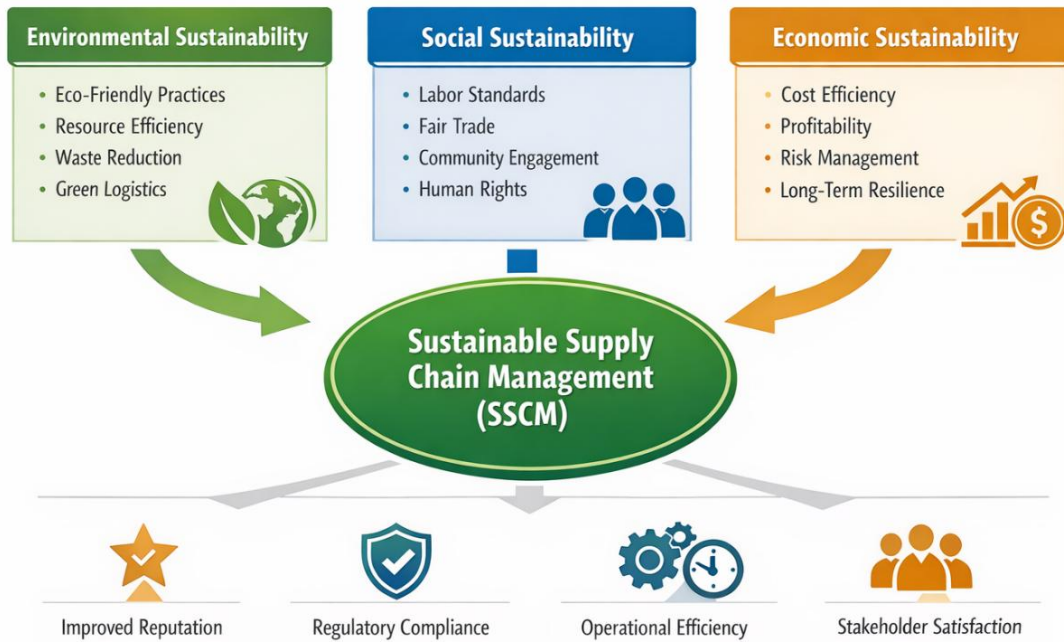 Environmental Sustainability
• Eco-Friendly Practices
• Resource Efficiency
• Waste Reduction
• Green Logistics
Social Sustainability
• Labor Standards
• Fair Trade
• Community Engagement
• Human Rights
Economic Sustainability
• Cost Efficiency
• Profitability
• Risk Management
• Long-Term Resilience
$
Sustainable Supply
Chain Management
(SSCM)
Improved Reputation
Regulatory Compliance
Operational Efficiency
Stakeholder Satisfaction